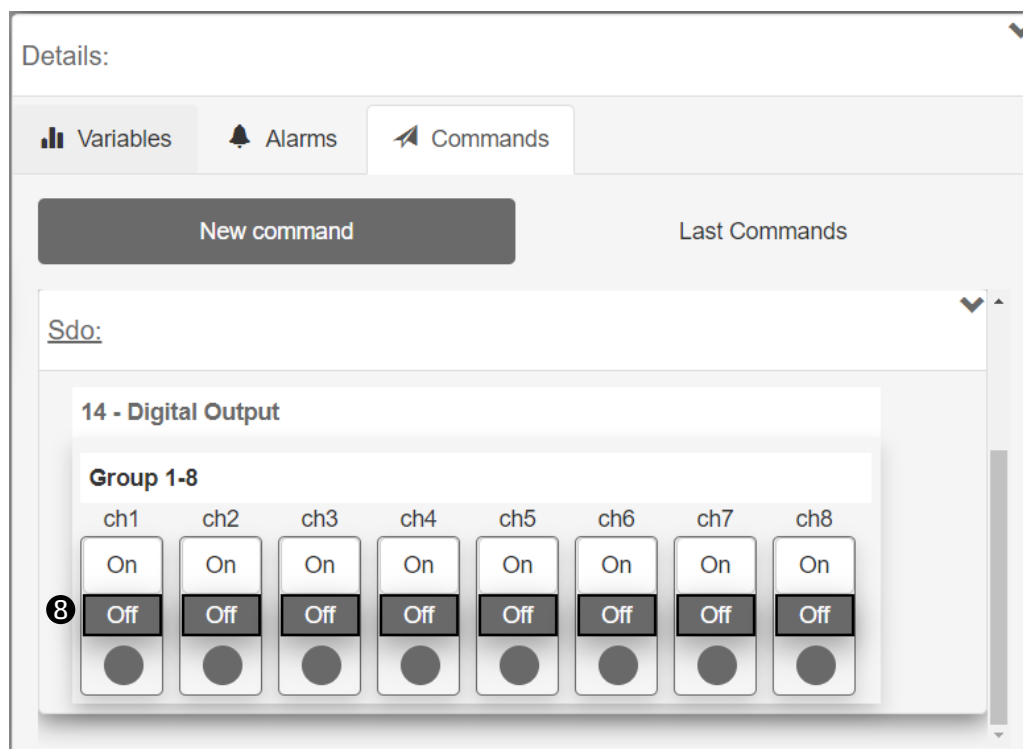 Details:
Variables Alarms Commands
New command Last Commands
Sdo:
14 - Digital Output
Group 1-8
ch1 ch2 ch3 ch4 ch5 ch6 ch7 ch8
On On On On On On On On
8 Off Off Off Off Off Off Off Off